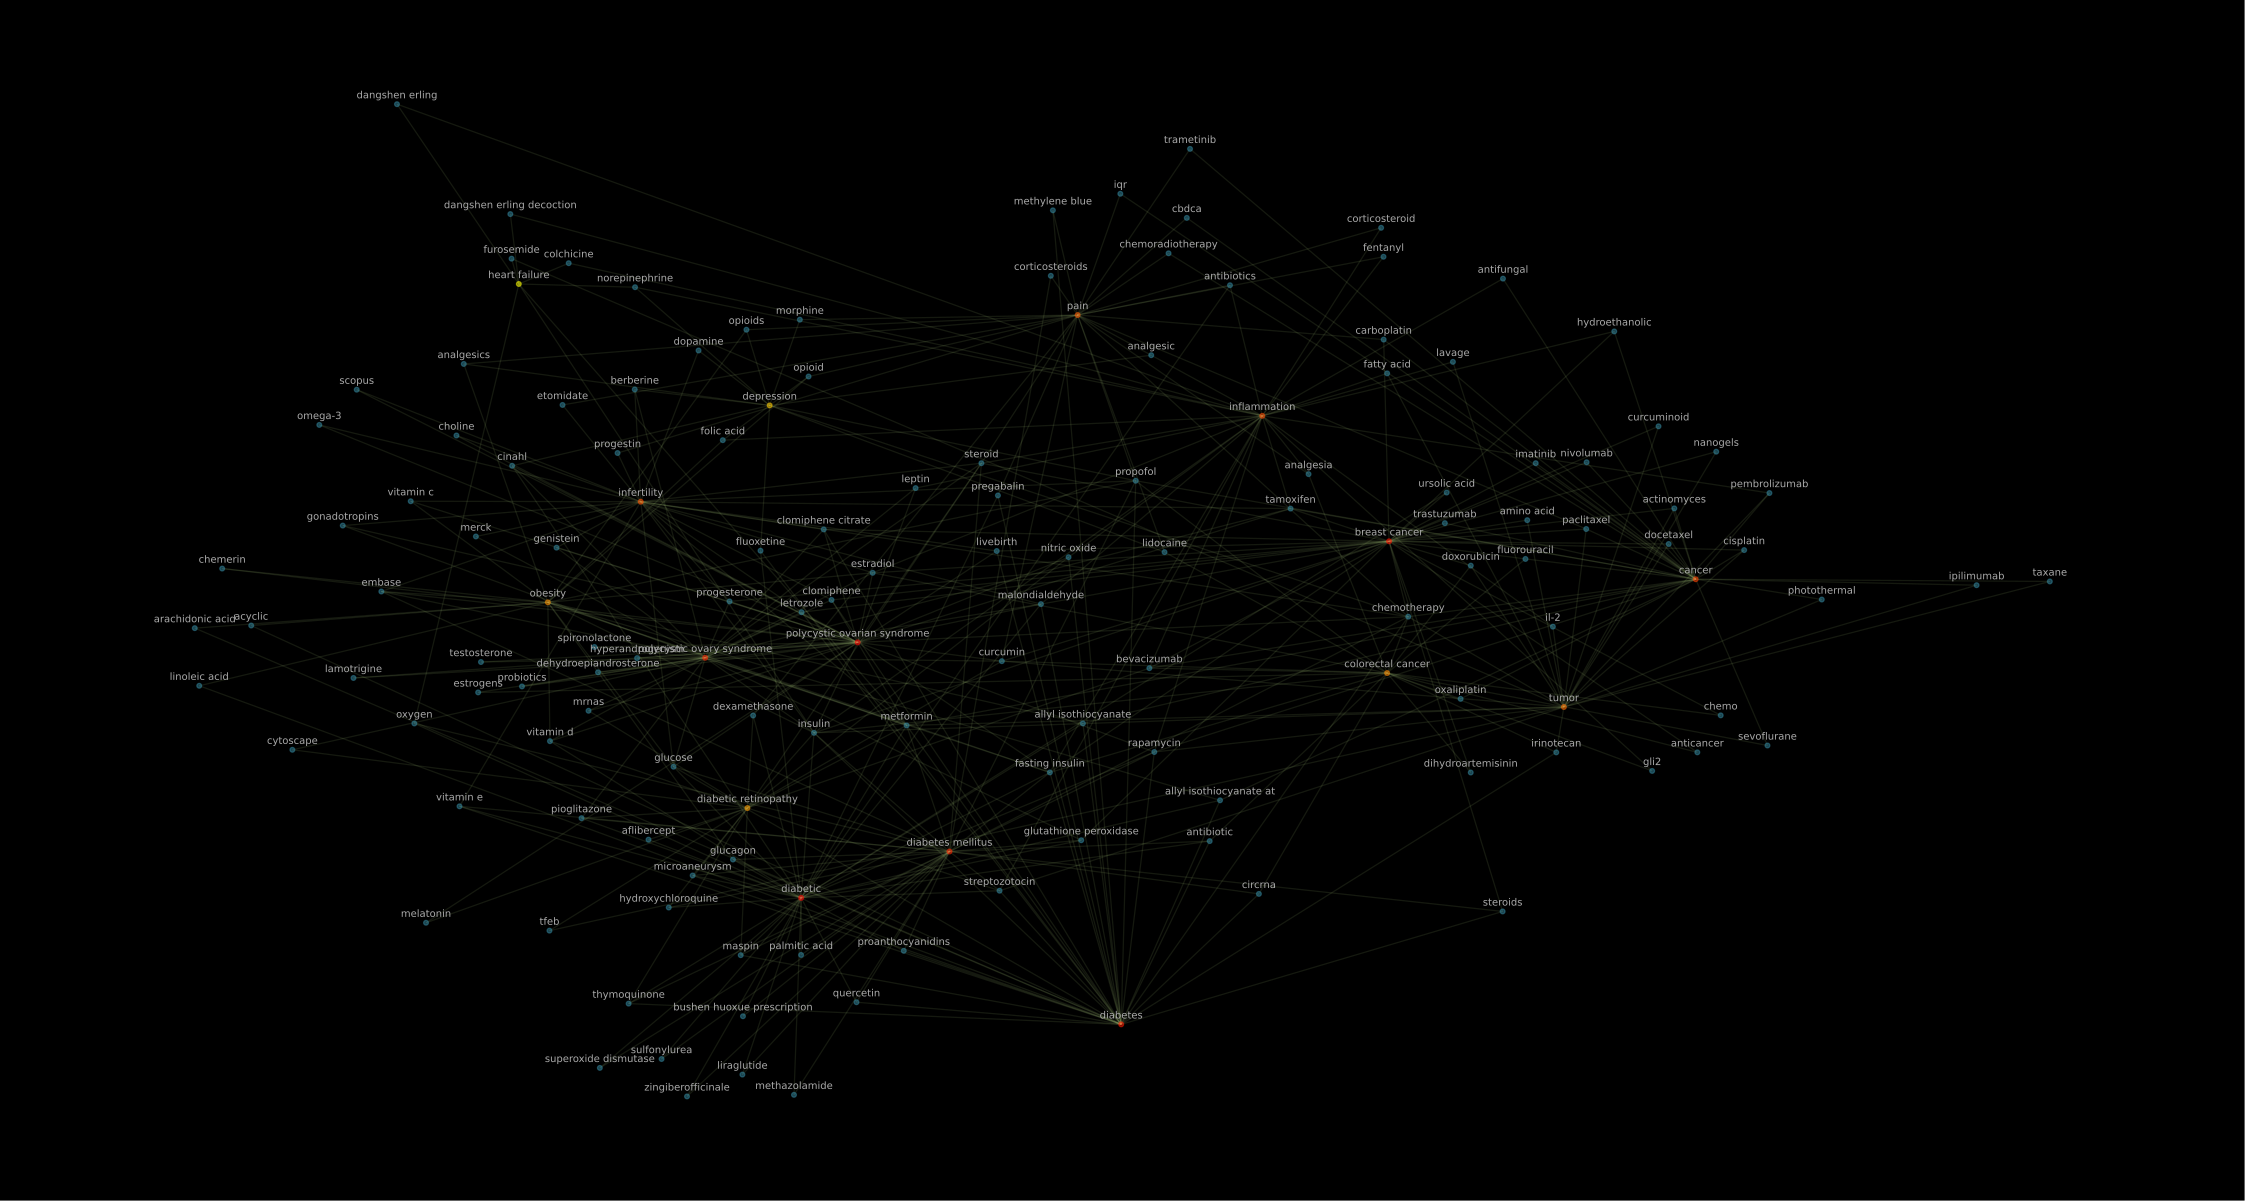 dangshen erling
trametinib
iqr
methylene blue
dangshen erling decoction
cbdca
corticosteroid
chemoradiotherapy
fentanyl
furosemide
colchicine
corticosteroids
antifungal
heart failure
norepinephrine
antibiotics
pain
morphine
opioids
hydroethanolic
carboplatin
dopamine
analgesic
analgesics
lavage
opioid
fatty acid
scopus
berberine
etomidate
depression
inflammation
omega-3
curcuminoid
choline
folic acid
progestin
nanogels
cinahl
steroid
imatinib
nivolumab
analgesia
propofol
leptin
pregabalin
ursolic acid
pembrolizumab
vitamin c
infertility
tamoxifen
actinomyces
gonadotropins
trastuzumab
amino acid
merck
clomiphene citrate
paclitaxel
breast cancer
docetaxel
genistein
fluoxetine
livebirth
nitric oxide
lidocaine
fluorouracil
cisplatin
doxorubicin
chemerin
estradiol
cancer
taxane
ipilimumab
embase
obesity
progesterone
clomiphene
malondialdehyde
photothermal
letrozole
chemotherapy
arachidonic acid
acyclic
il-2
spironolactone
polycystic ovarian syndrome
polycystic ovary syndrome
testosterone
dehydroepiandrosterone
curcumin
bevacizumab
colorectal cancer
lamotrigine
linoleic acid
estrogens
probiotics
oxaliplatin
tumor
mrnas
dexamethasone
chemo
oxygen
insulin
metformin
allyl isothiocyanate
vitamin d
cytoscape
rapamycin
irinotecan
anticancer
sevoflurane
glucose
fasting insulin
dihydroartemisinin
gli2
vitamin e
diabetic retinopathy
allyl isothiocyanate at
pioglitazone
aflibercept
diabetes mellitus
glutathione peroxidase
antibiotic
glucagon
microaneurysm
diabetic
streptozotocin
circrna
hydroxychloroquine
steroids
melatonin
tfeb
maspin
palmitic acid
proanthocyanidins
thymoquinone
quercetin
bushen huoxue prescription
diabetes
sulfonylurea
superoxide dismutase
liraglutide
zingiberofficinale
methazolamide